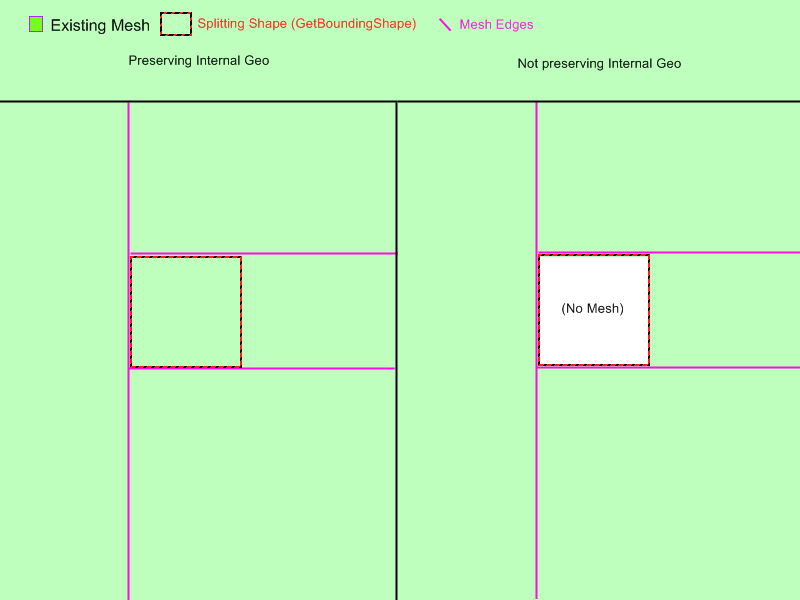 Existing Mesh
Splitting Shape (GetBoundingShape)
Mesh Edges
Preserving Internal Geo
Not preserving Internal Geo
(No Mesh)